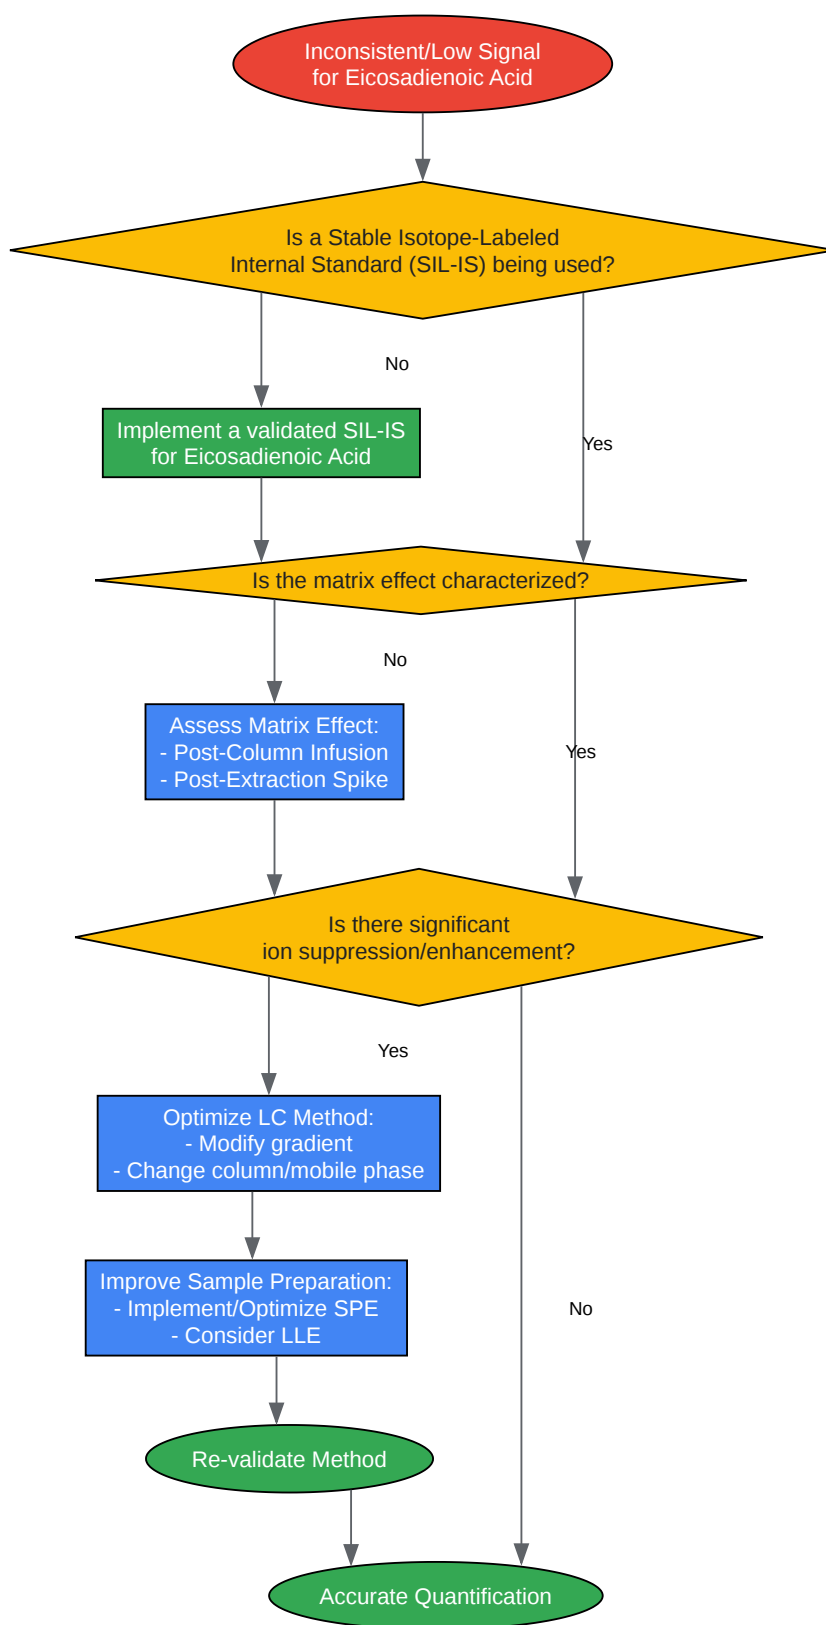 Inconsistent/Low Signal
for Eicosadienoic Acid
Is a Stable Isotope-Labeled
Internal Standard (SIL-IS) being used?
No
Implement a validated SIL-IS
for Eicosadienoic Acid
Yes
Is the matrix effect characterized?
No
Assess Matrix Effect:
- Post-Column Infusion
- Post-Extraction Spike
Yes
Is there significant
ion suppression/enhancement?
Yes
Optimize LC Method:
- Modify gradient
- Change column/mobile phase
Improve Sample Preparation:
- Implement/Optimize SPE
- Consider LLE
No
Re-validate Method
Accurate Quantification